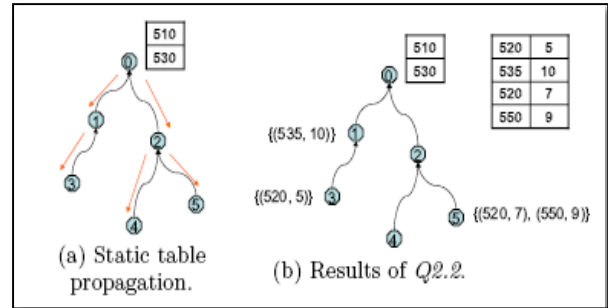 510
530
0
1
2
3
4
5
(a) Static table
propagation.
510
530
520 5
535 10
520 7
550 9
0
{(535, 10)} 1
2
{(520, 5)} 3
4
5 {(520, 7), (550, 9)}
(b) Results of Q2.2.